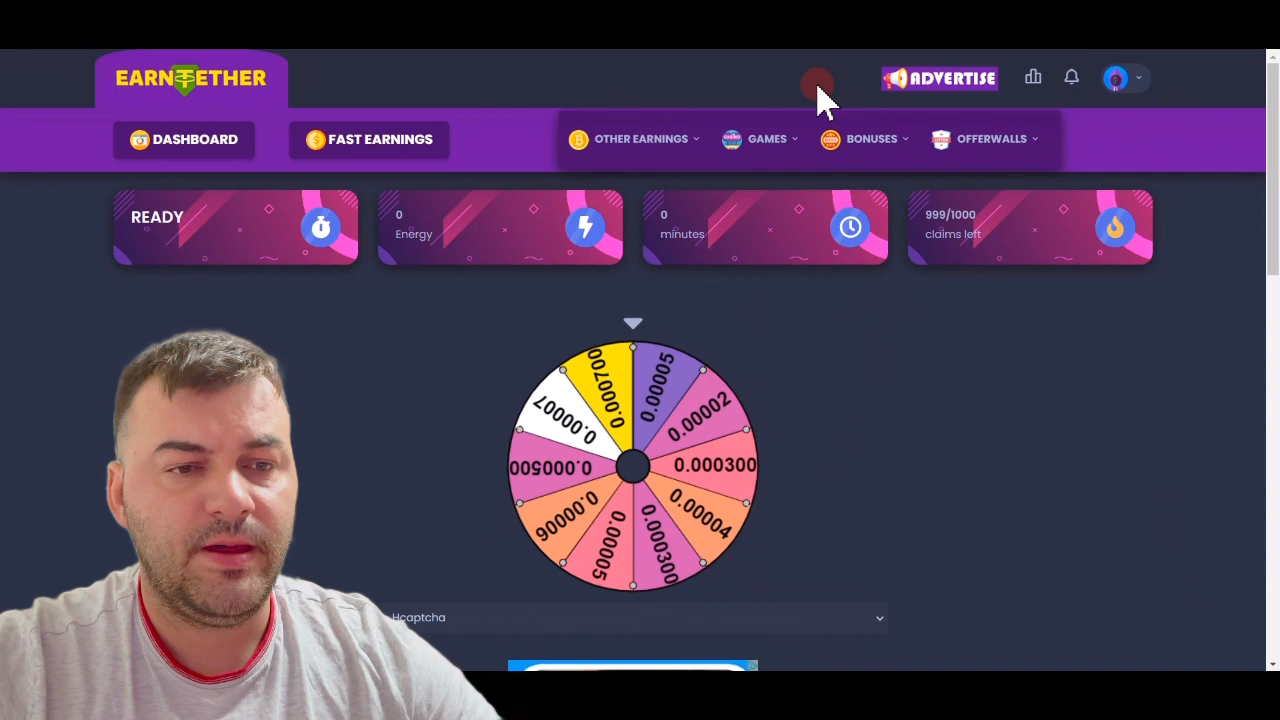 EARNTETHER
ADVERTISE
DASHBOARD
FAST EARNINGS
OTHER EARNINGS
GAMES
BONUSES
OFFERWALLS
READY
0
Energy
0
minutes
999/1000
claims left
0.00005
0.00002
0.000300
0.00004
0.000300
0.00005
0.00006
0.000500
0.00007
0.000700
Hcaptcha